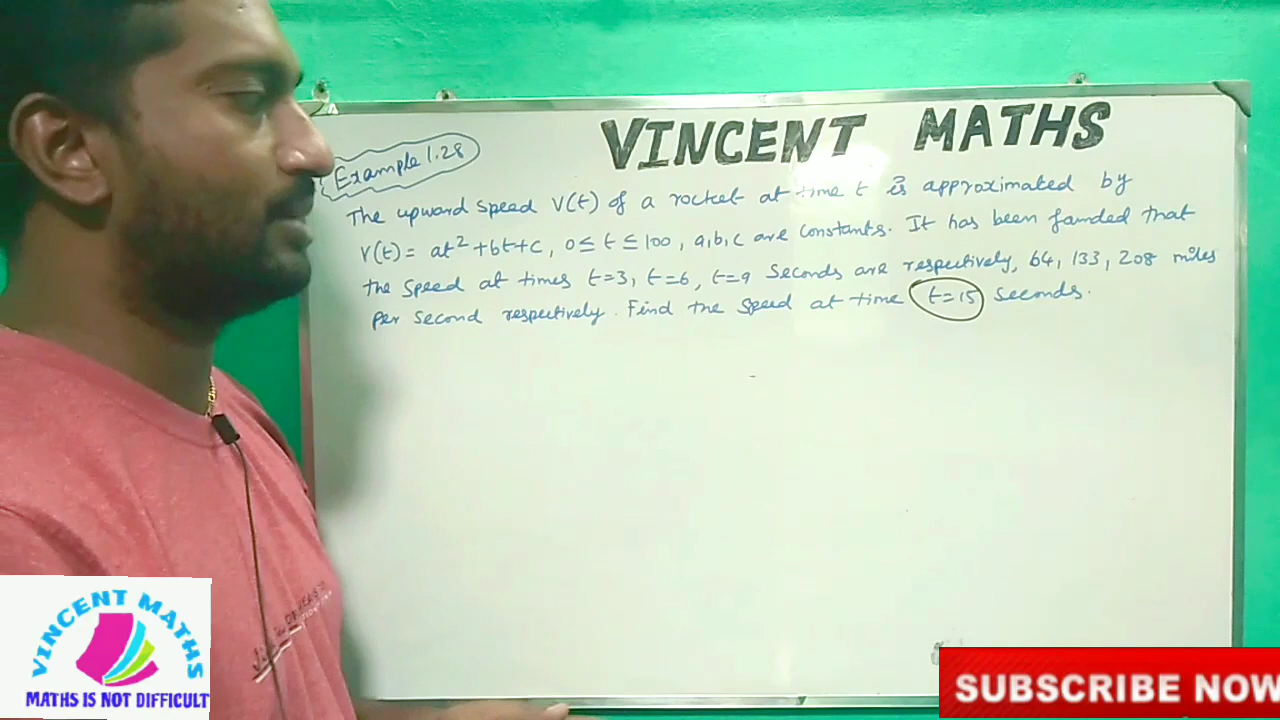 VINCENT MATHS
Example 1.28
The upward speed V(t) of a rocket at time t is approximated by
V(t) = at² + bt + c, 0 ≤ t ≤ 100, a,b,c are constants. It has been founded that
the speed at times t=3, t=6, t=9 seconds are respectively, 64, 133, 208 miles
per second respectively. Find the speed at time t=15 seconds.
VINCENT MATHS
MATHS IS NOT DIFFICULT
SUBSCRIBE NOW